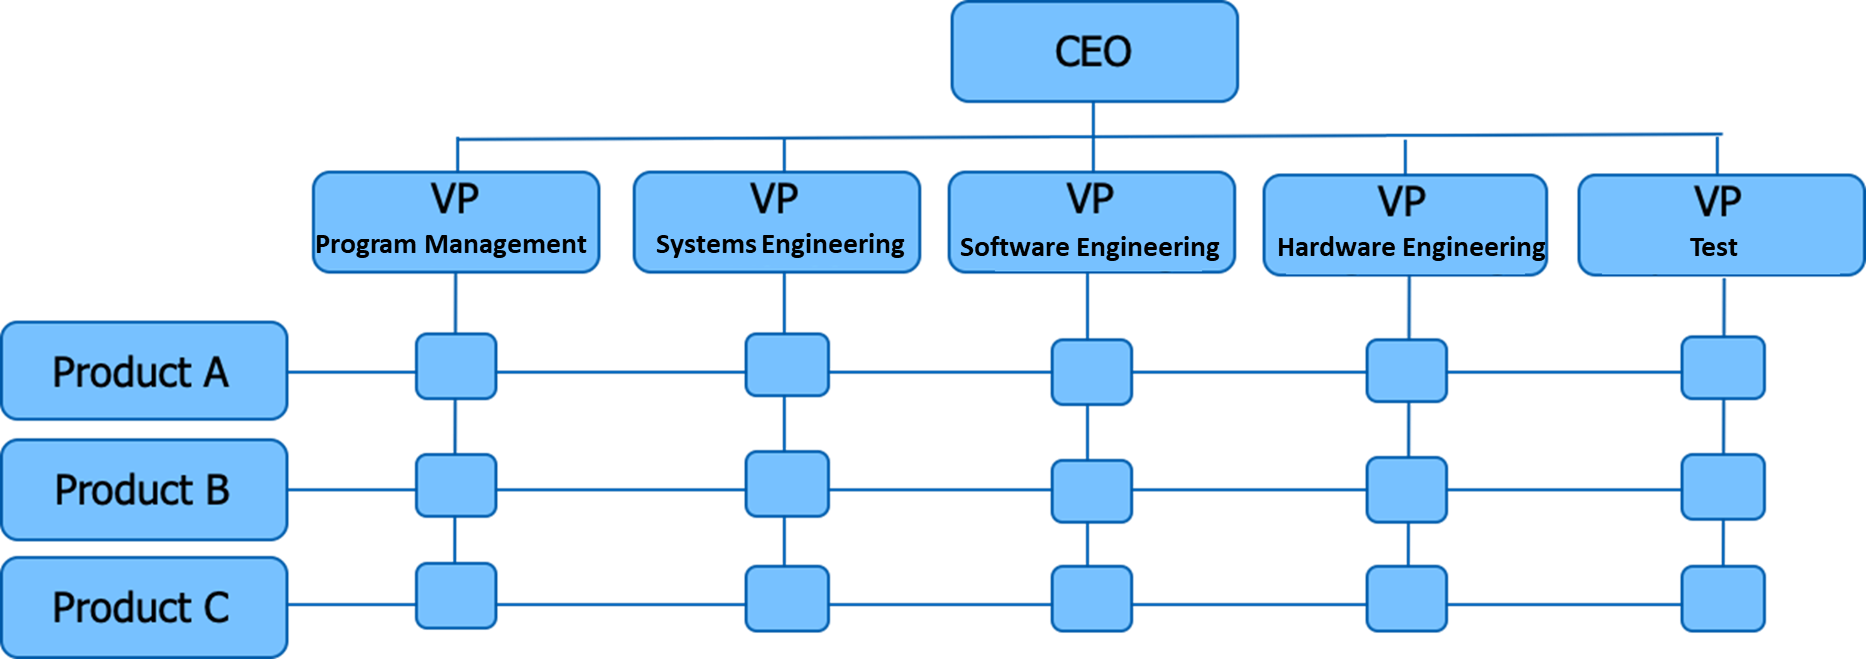 CEO
VP
Program Management
VP
Systems Engineering
VP
Software Engineering
VP
Hardware Engineering
VP
Test
Product A
Product B
Product C